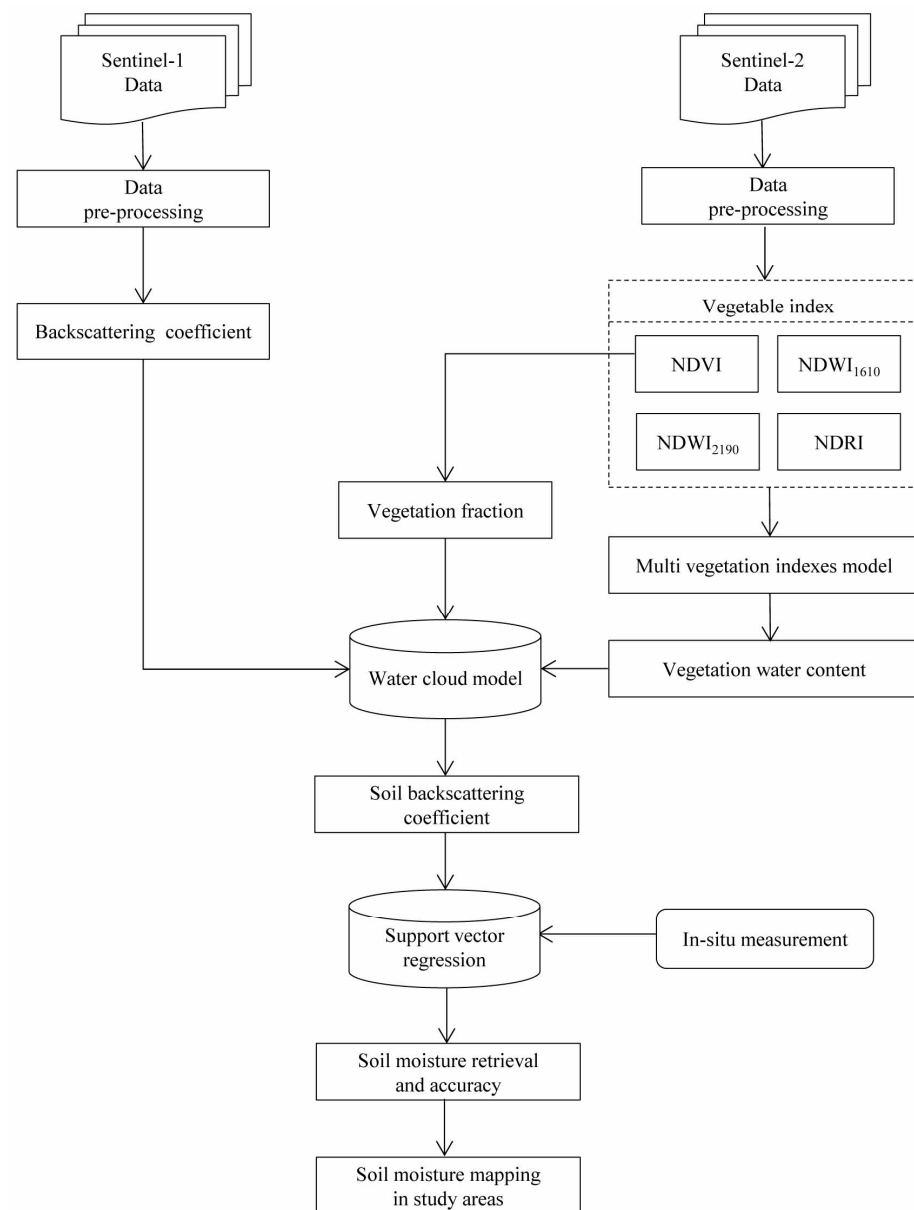 Sentinel-1
Data
Sentinel-2
Data
Data
pre-processing
Data
pre-processing
Backscattering coefficient
Vegetable index
NDVI
NDWI₁₆₁₀
NDWI₂₁₉₀
NDRI
Vegetation fraction
Multi vegetation indexes model
Water cloud model
Vegetation water content
Soil backscattering
coefficient
Support vector
regression
In-situ measurement
Soil moisture retrieval
and accuracy
Soil moisture mapping
in study areas